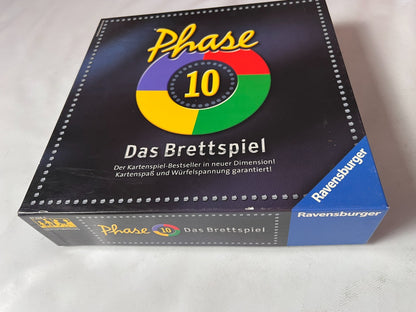 Phase
10
Das Brettspiel
Der Kartenspiel-Bestseller in neuer Dimension!
Kartenspaß und Würfelspannung garantiert!
Ravensburger
Ravensburger
Phase 10 Das Brettspiel